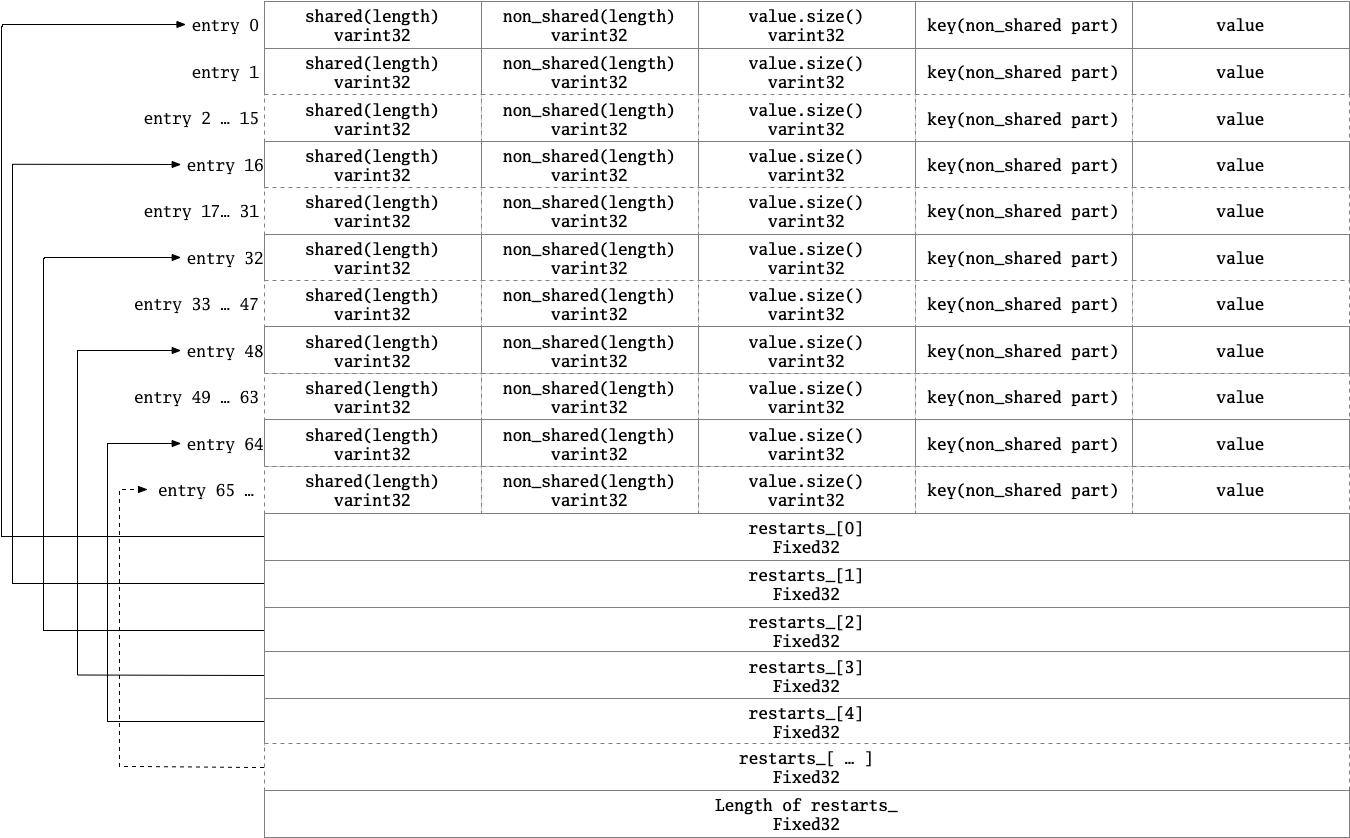 entry 0 shared(length) varint32 non_shared(length) varint32 value.size() varint32 key(non_shared part) value
entry 1 shared(length) varint32 non_shared(length) varint32 value.size() varint32 key(non_shared part) value
entry 2 … 15 shared(length) varint32 non_shared(length) varint32 value.size() varint32 key(non_shared part) value
entry 16 shared(length) varint32 non_shared(length) varint32 value.size() varint32 key(non_shared part) value
entry 17… 31 shared(length) varint32 non_shared(length) varint32 value.size() varint32 key(non_shared part) value
entry 32 shared(length) varint32 non_shared(length) varint32 value.size() varint32 key(non_shared part) value
entry 33 … 47 shared(length) varint32 non_shared(length) varint32 value.size() varint32 key(non_shared part) value
entry 48 shared(length) varint32 non_shared(length) varint32 value.size() varint32 key(non_shared part) value
entry 49 … 63 shared(length) varint32 non_shared(length) varint32 value.size() varint32 key(non_shared part) value
entry 64 shared(length) varint32 non_shared(length) varint32 value.size() varint32 key(non_shared part) value
entry 65 … shared(length) varint32 non_shared(length) varint32 value.size() varint32 key(non_shared part) value
restarts_[0]
Fixed32
restarts_[1]
Fixed32
restarts_[2]
Fixed32
restarts_[3]
Fixed32
restarts_[4]
Fixed32
restarts_[ … ]
Fixed32
Length of restarts_
Fixed32